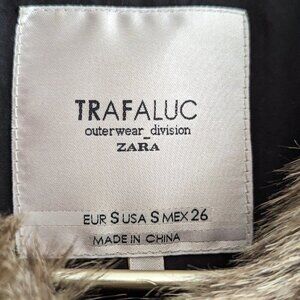 TRAFALUC
outerwear_division
ZARA
EUR S USA S MEX 26
MADE IN CHINA